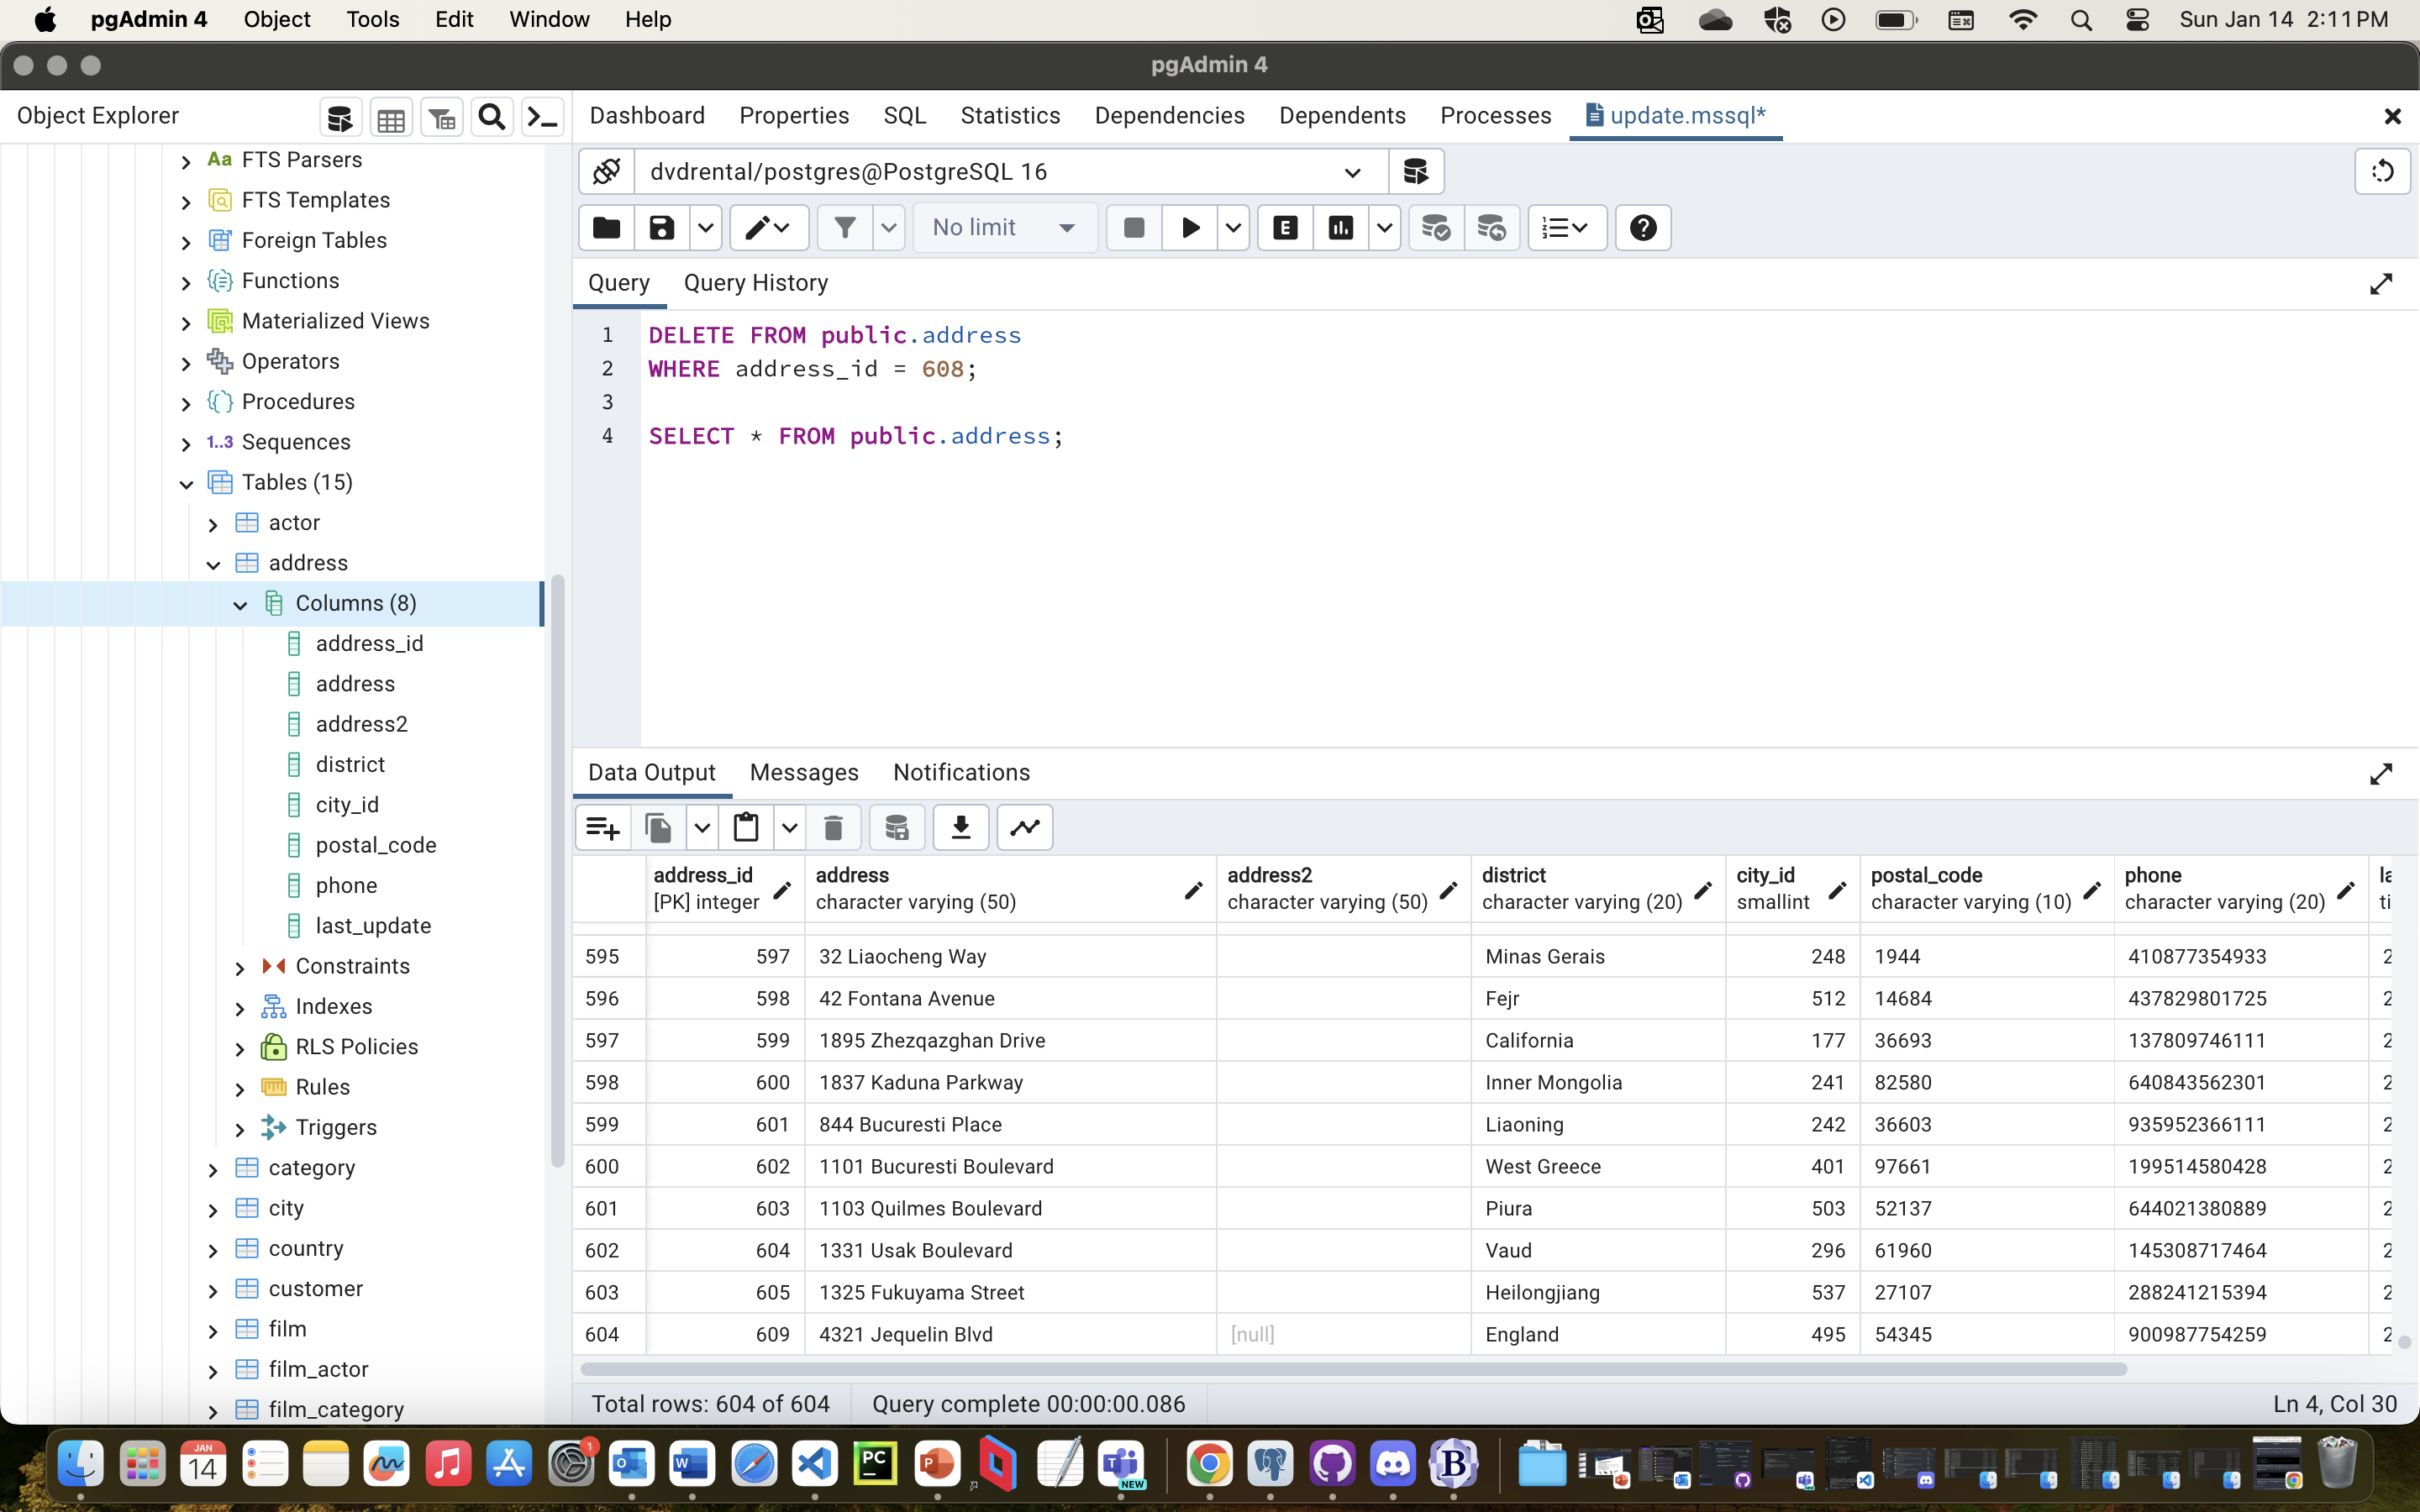 pgAdmin 4 Object Tools Edit Window Help Sun Jan 14 2:11 PM
pgAdmin 4
Object Explorer Dashboard Properties SQL Statistics Dependencies Dependents Processes update.mssql*
Aa FTS Parsers
FTS Templates
Foreign Tables
Functions
Materialized Views
Operators
Procedures
1..3 Sequences
Tables (15)
actor
address
Columns (8)
address_id
address
address2
district
city_id
postal_code
phone
last_update
Constraints
Indexes
RLS Policies
Rules
Triggers
category
city
country
customer
film
film_actor
film_category
dvdrental/postgres@PostgreSQL 16
No limit E
Query Query History
1 DELETE FROM public.address
2 WHERE address_id = 608;
3
4 SELECT * FROM public.address;
Data Output Messages Notifications
address_id address address2 district city_id postal_code phone la
[PK] integer character varying (50) character varying (50) character varying (20) smallint character varying (10) character varying (20) ti
595 597 32 Liaocheng Way Minas Gerais 248 1944 410877354933 2
596 598 42 Fontana Avenue Fejr 512 14684 437829801725 2
597 599 1895 Zhezqazghan Drive California 177 36693 137809746111 2
598 600 1837 Kaduna Parkway Inner Mongolia 241 82580 640843562301 2
599 601 844 Bucuresti Place Liaoning 242 36603 935952366111 2
600 602 1101 Bucuresti Boulevard West Greece 401 97661 199514580428 2
601 603 1103 Quilmes Boulevard Piura 503 52137 644021380889 2
602 604 1331 Usak Boulevard Vaud 296 61960 145308717464 2
603 605 1325 Fukuyama Street Heilongjiang 537 27107 288241215394 2
604 609 4321 Jequelin Blvd [null] England 495 54345 900987754259 2
Total rows: 604 of 604 Query complete 00:00:00.086 Ln 4, Col 30
JAN
14
1
O
W
PC
P
T
NEW
B